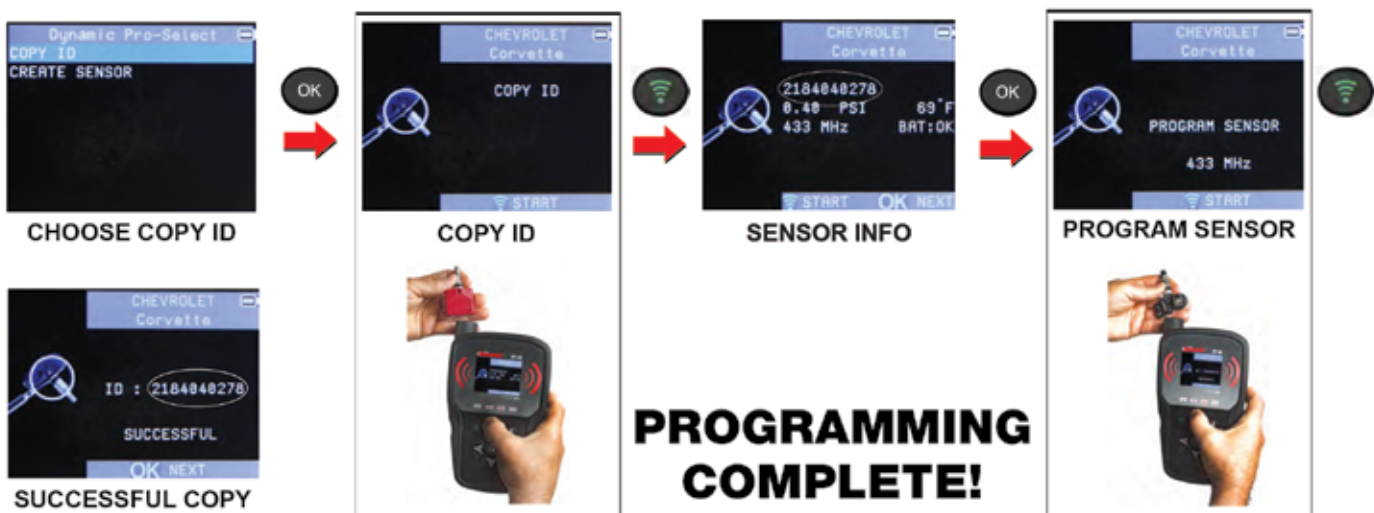 Dynamic Pro-Select
COPY ID
CREATE SENSOR
OK
CHEVROLET
Corvette
COPY ID
START
CHEVROLET
Corvette
2184040278
0.40 PSI 69°F
433 MHz BAT:OK
START OK NEXT
OK
CHEVROLET
Corvette
PROGRAM SENSOR
433 MHz
START
CHOOSE COPY ID
COPY ID
SENSOR INFO
PROGRAM SENSOR
CHEVROLET
Corvette
ID : 2184040278
SUCCESSFUL
OK NEXT
SUCCESSFUL COPY
PROGRAMMING
COMPLETE!